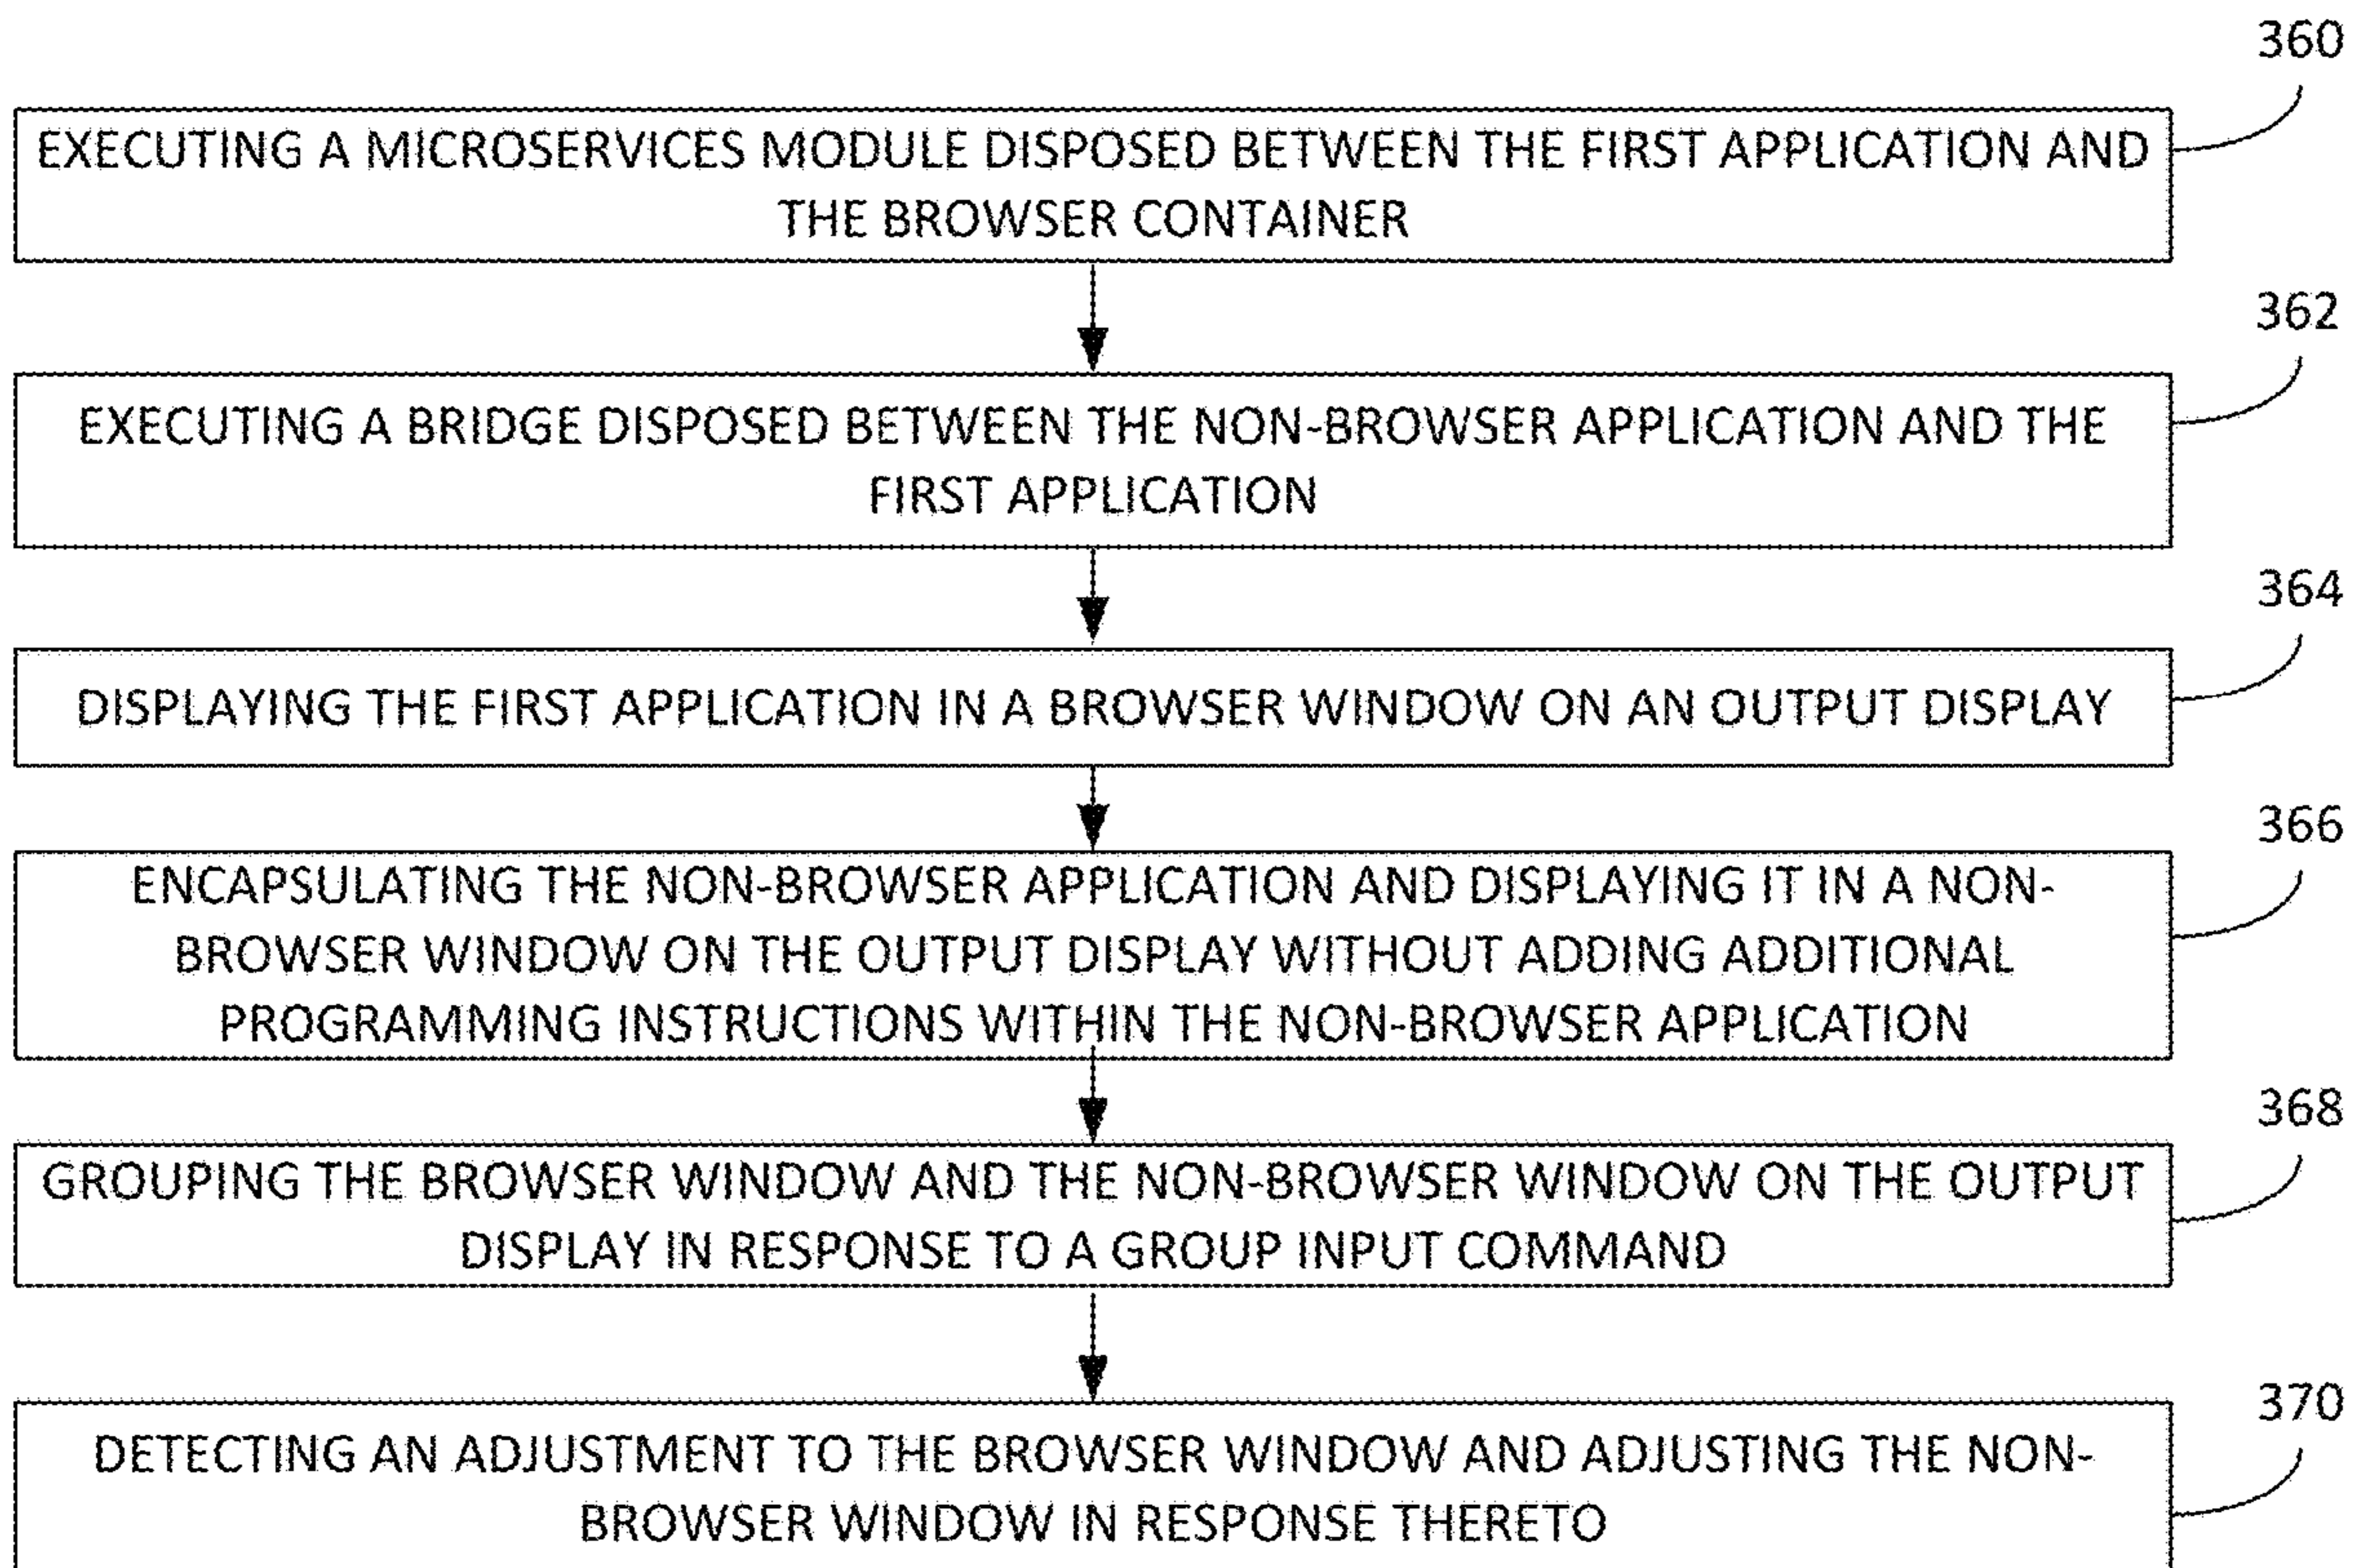 360
EXECUTING A MICROSERVICES MODULE DISPOSED BETWEEN THE FIRST APPLICATION AND
THE BROWSER CONTAINER
362
EXECUTING A BRIDGE DISPOSED BETWEEN THE NON-BROWSER APPLICATION AND THE
FIRST APPLICATION
364
DISPLAYING THE FIRST APPLICATION IN A BROWSER WINDOW ON AN OUTPUT DISPLAY
366
ENCAPSULATING THE NON-BROWSER APPLICATION AND DISPLAYING IT IN A NON-
BROWSER WINDOW ON THE OUTPUT DISPLAY WITHOUT ADDING ADDITIONAL
PROGRAMMING INSTRUCTIONS WITHIN THE NON-BROWSER APPLICATION
368
GROUPING THE BROWSER WINDOW AND THE NON-BROWSER WINDOW ON THE OUTPUT
DISPLAY IN RESPONSE TO A GROUP INPUT COMMAND
370
DETECTING AN ADJUSTMENT TO THE BROWSER WINDOW AND ADJUSTING THE NON-
BROWSER WINDOW IN RESPONSE THERETO